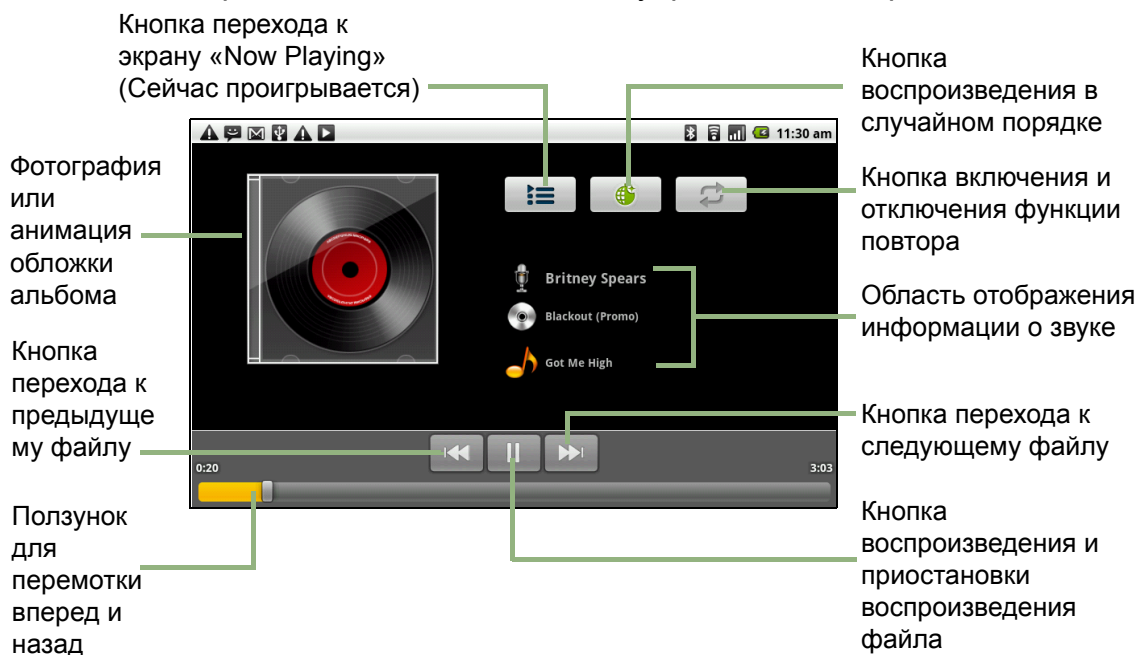 Кнопка перехода к
экрану «Now Playing»
(Сейчас проигрывается)
Кнопка
воспроизведения в
случайном порядке
11:30 am
Фотография
или
анимация
обложки
альбома
Кнопка включения и
отключения функции
повтора
Britney Spears
Blackout (Promo)
Got Me High
Область отображения
информации о звуке
Кнопка
перехода к
предыдуще
му файлу
Кнопка перехода к
следующему файлу
0:20
3:03
Ползунок
для
перемотки
вперед и
назад
Кнопка
воспроизведения и
приостановки
воспроизведения
файла